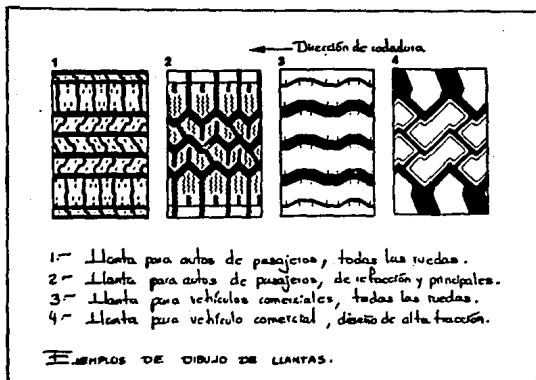 Dirección de rodadura
1 2 3 4
1.- Llanta para autos de pasajeros, todas las ruedas.
2.- Llanta para autos de pasajeros, de refacción y principales.
3.- Llanta para vehículos comerciales, todas las ruedas.
4.- Llanta para vehículo comercial, diseño de alta tracción.
EJEMPLOS DE DIBUJO DE LLANTAS.